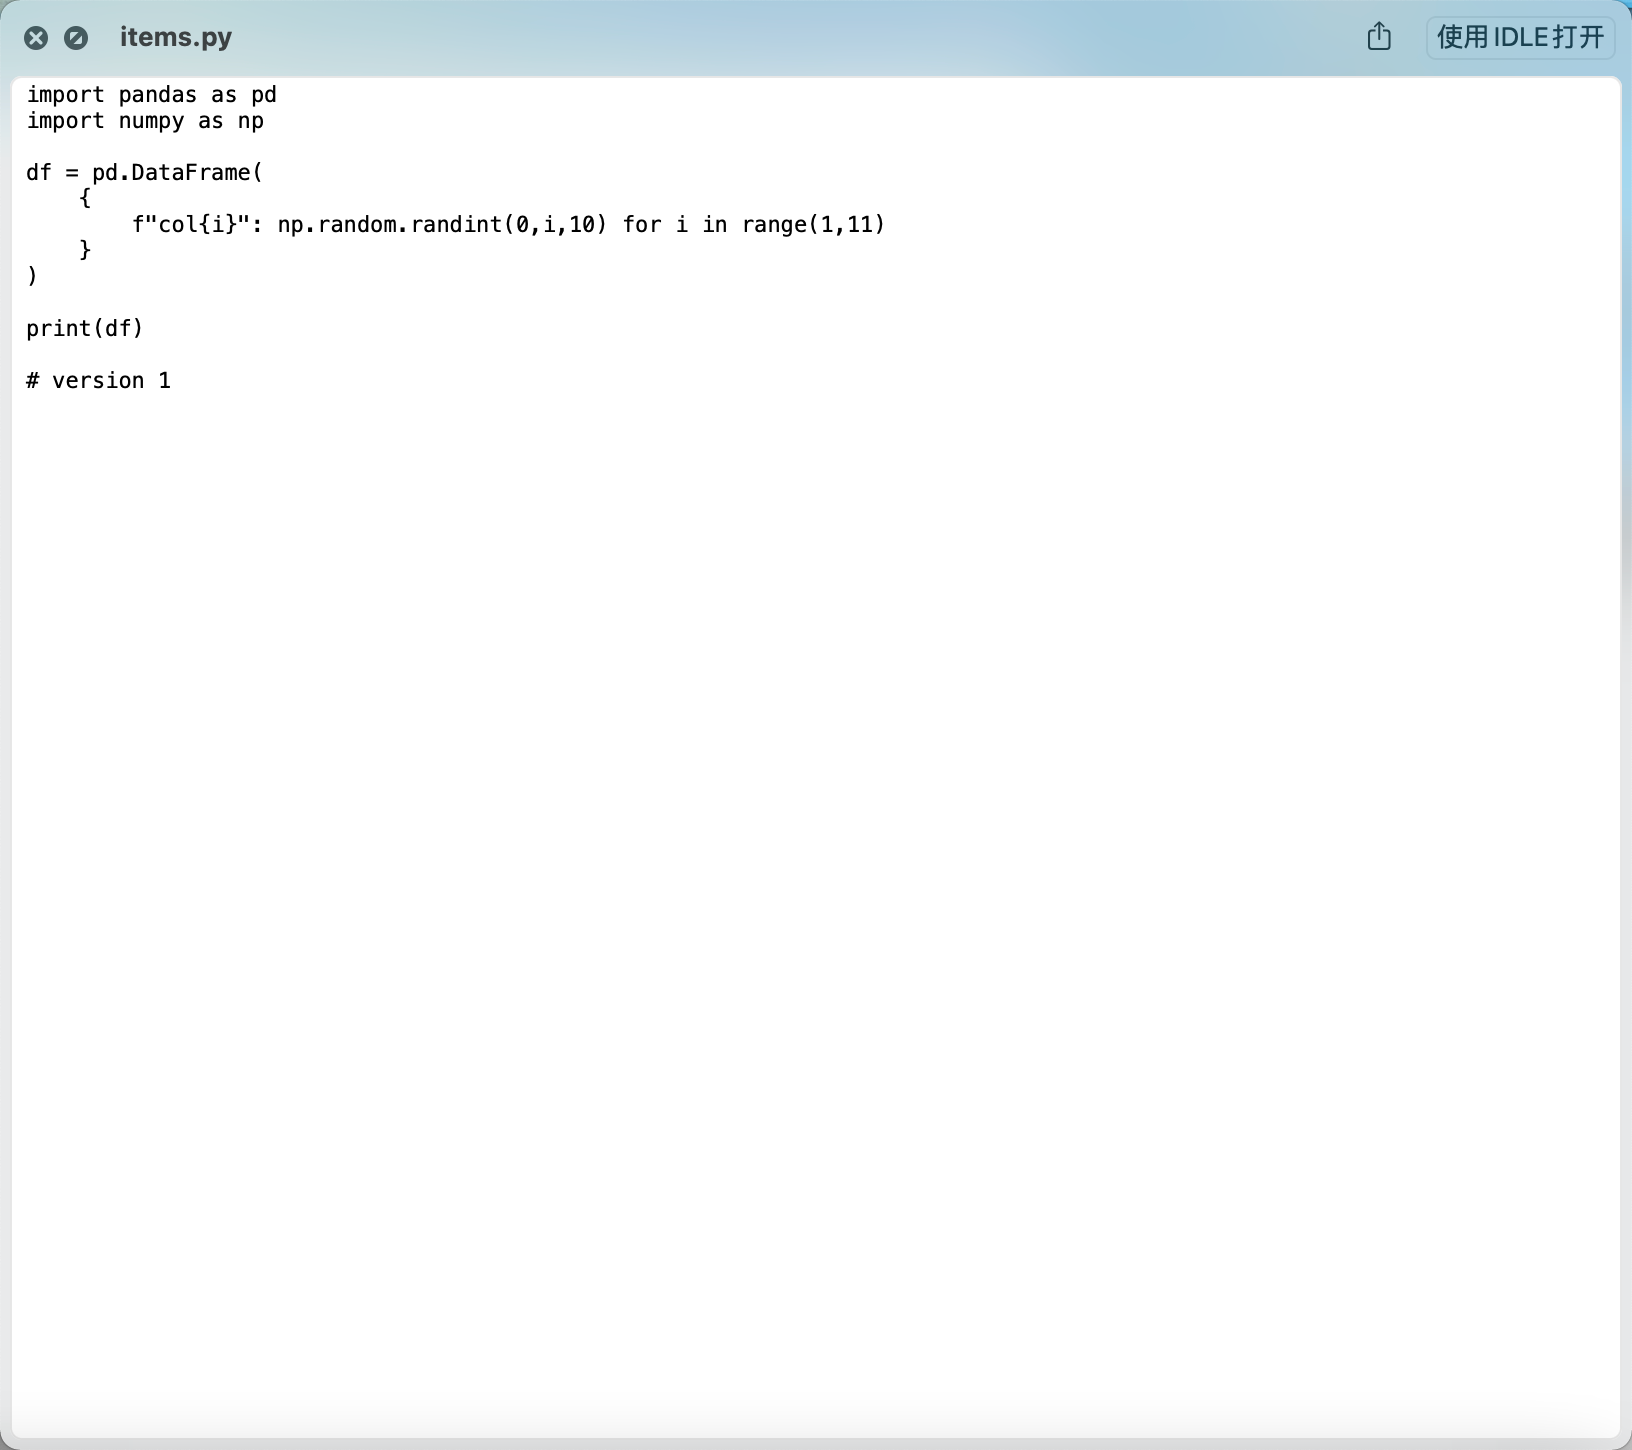 items.py
使用 IDLE 打开
import pandas as pd
import numpy as np

df = pd.DataFrame(
    {
        f"col{i}": np.random.randint(0,i,10) for i in range(1,11)
    }
)

print(df)

# version 1